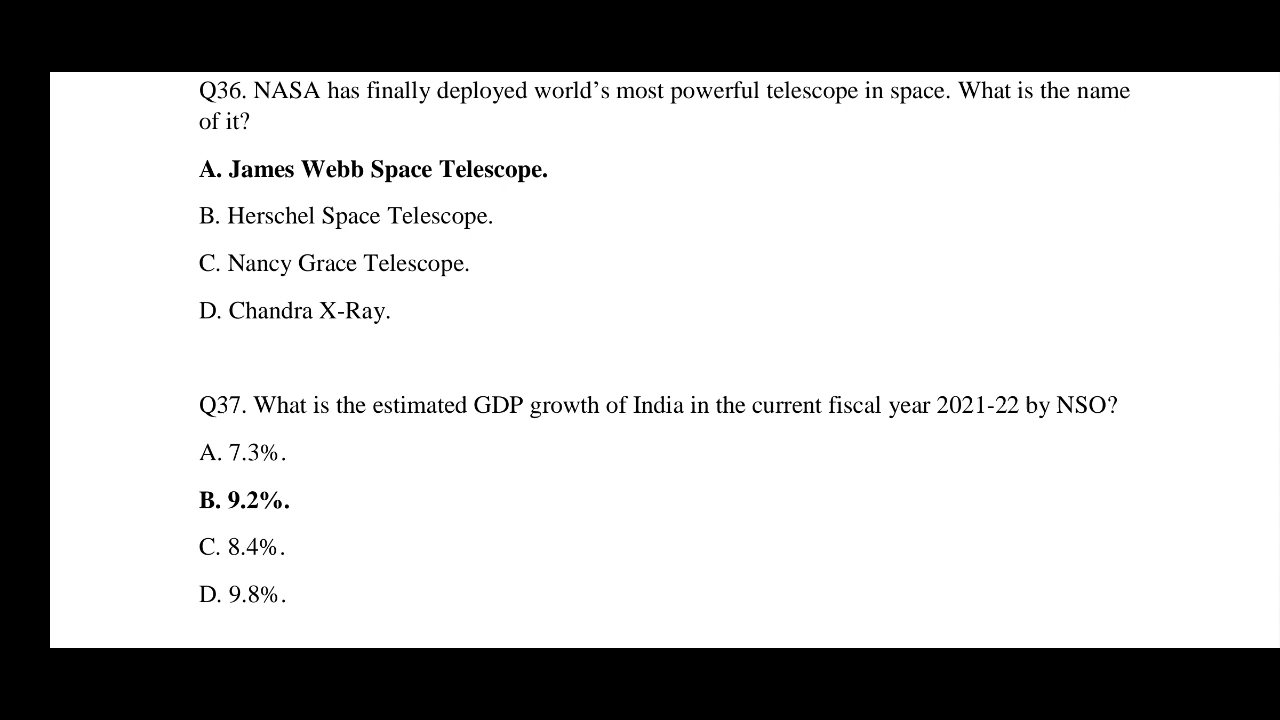 Q36. NASA has finally deployed world’s most powerful telescope in space. What is the name
of it?
A. James Webb Space Telescope.
B. Herschel Space Telescope.
C. Nancy Grace Telescope.
D. Chandra X-Ray.
Q37. What is the estimated GDP growth of India in the current fiscal year 2021-22 by NSO?
A. 7.3%.
B. 9.2%.
C. 8.4%.
D. 9.8%.